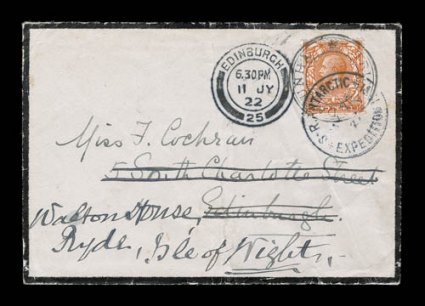 EDINBURGH
6.30PM
11 JY
22
25
S.R. ANTARCTIC
EXPEDITION
Miss F. Cochran
5 South Charlotte Street
Edinburgh.
Walton House,
Ryde, Isle of Wight.